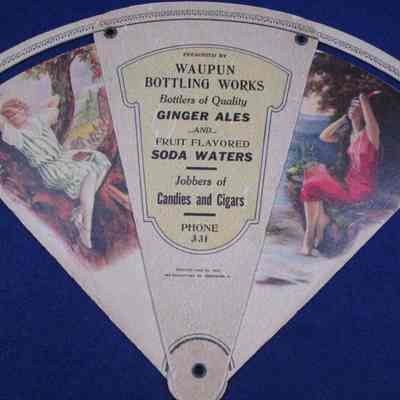 PRESENTED BY
WAUPUN
BOTTLING WORKS
Bottlers of Quality
GINGER ALES
...AND...
FRUIT FLAVORED
SODA WATERS
Jobbers of
Candies and Cigars
PHONE
331